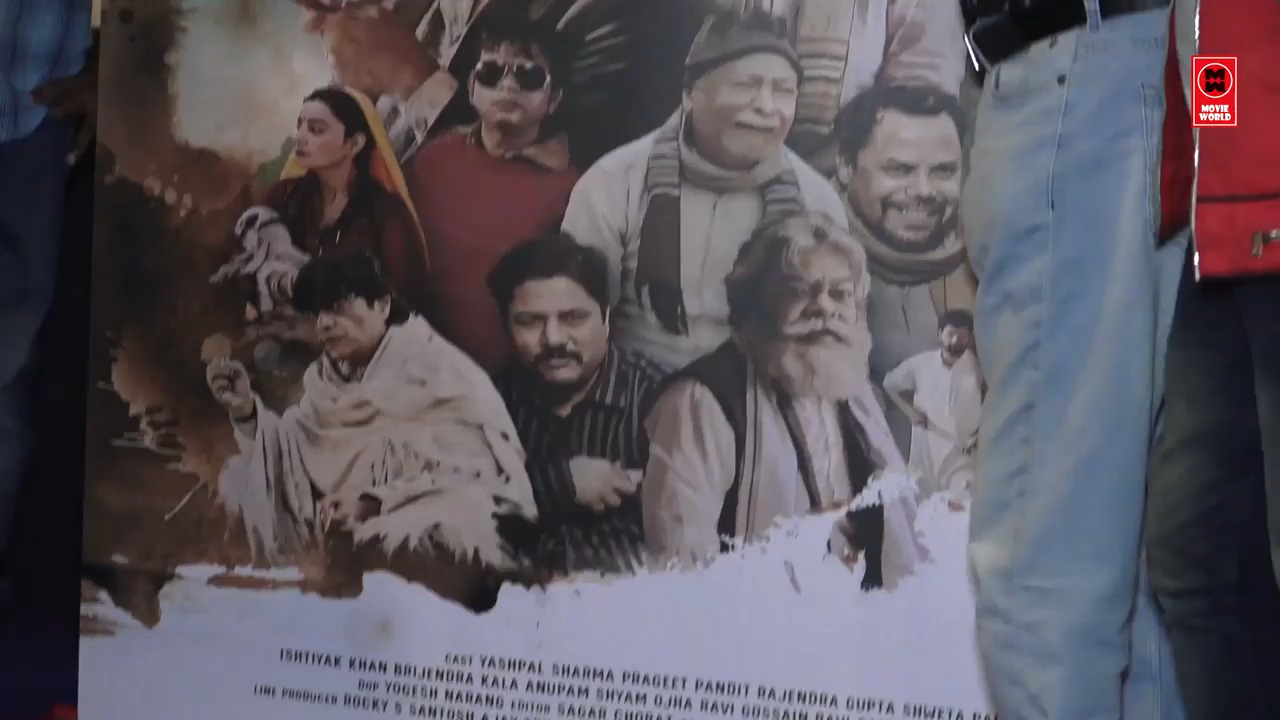 MOVIE
WORLD
CAST YASHPAL SHARMA PRAGEET PANDIT RAJENDRA GUPTA SHWETA
ISHTIYAK KHAN BRIJENDRA KALA ANUPAM SHYAM OJHA RAVI GOSSAIN
DOP YOGESH NARANG EDITOR SAGAR GHORAT
LINE PRODUCER ROCKY S SANTOSH